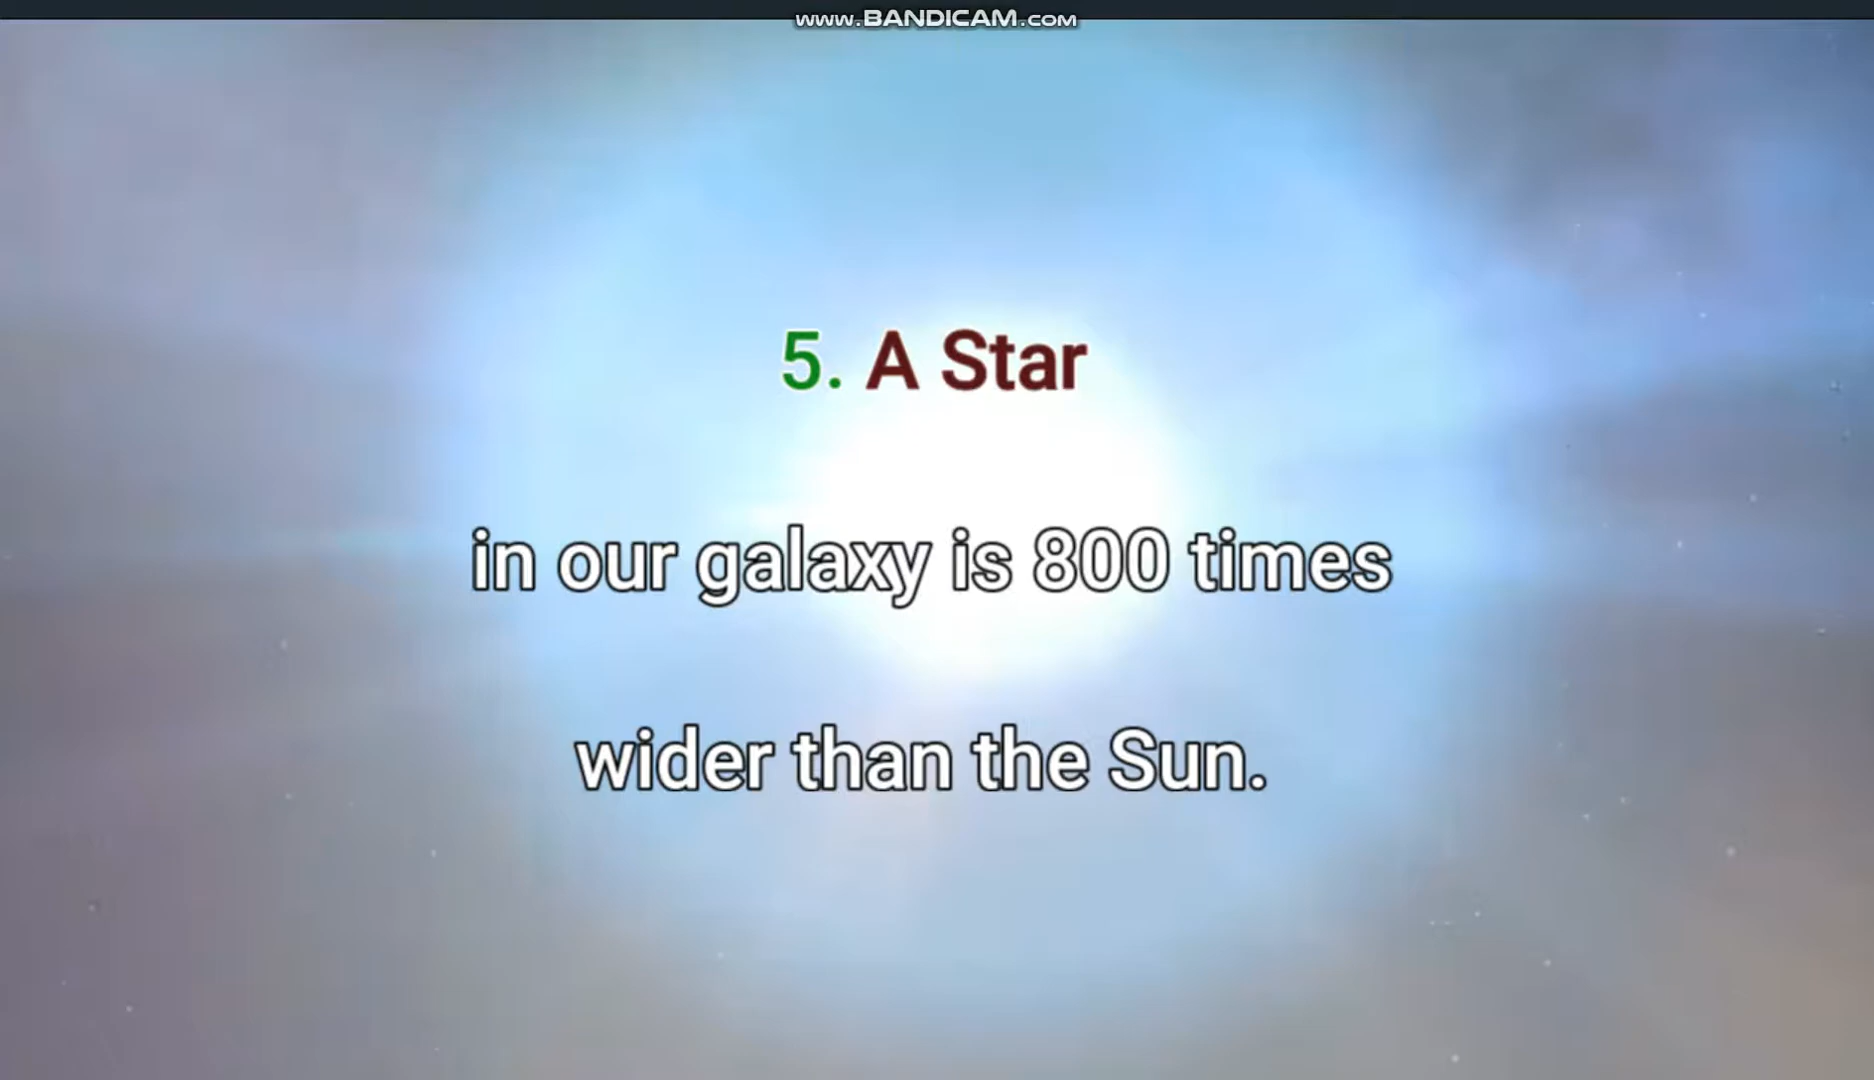 www.BANDICAM.com
5. A Star
in our galaxy is 800 times
wider than the Sun.